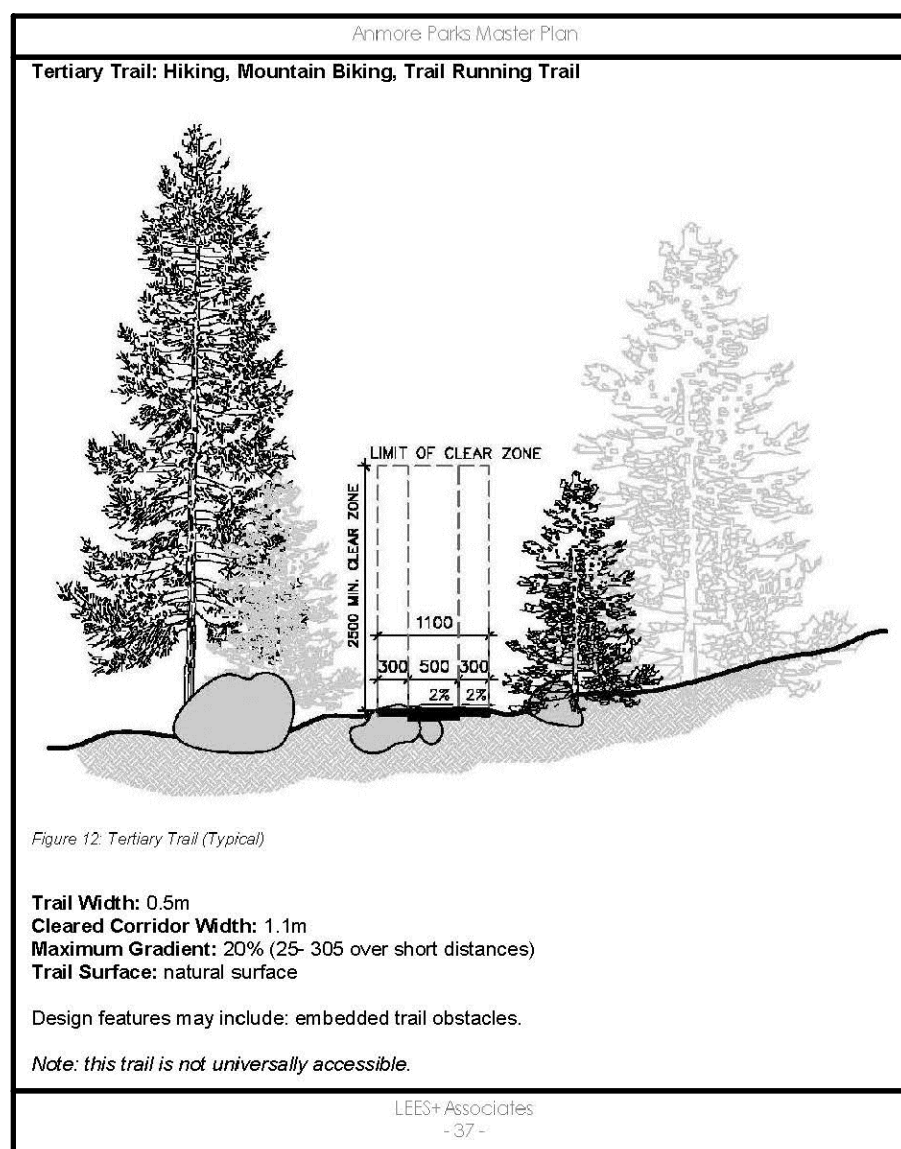 Anmore Parks Master Plan
Tertiary Trail: Hiking, Mountain Biking, Trail Running Trail
LIMIT OF CLEAR ZONE
2500 MIN. CLEAR ZONE
1100
300 500 300
2% 2%
Figure 12: Tertiary Trail (Typical)
Trail Width: 0.5m
Cleared Corridor Width: 1.1m
Maximum Gradient: 20% (25- 305 over short distances)
Trail Surface: natural surface
Design features may include: embedded trail obstacles.
Note: this trail is not universally accessible.
LEES+Associates
- 37 -